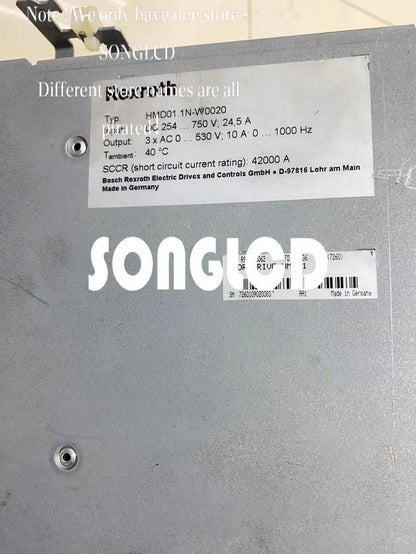 Note : We only have one store -
SONGLCD
Different store names are all
pirated!
Rexroth
Typ: HMD01.1N-W0020
Input: DC 254 ... 750 V; 24,5 A
Output: 3 x AC 0 ... 530 V; 10 A; 0 ... 1000 Hz
Tambient: 40 °C
SCCR (short circuit current rating): 42000 A
Bosch Rexroth Electric Drives and Controls GmbH • D-97816 Lohr am Main
Made in Germany
SONGLCD
(7260)
SN: Made in Germany